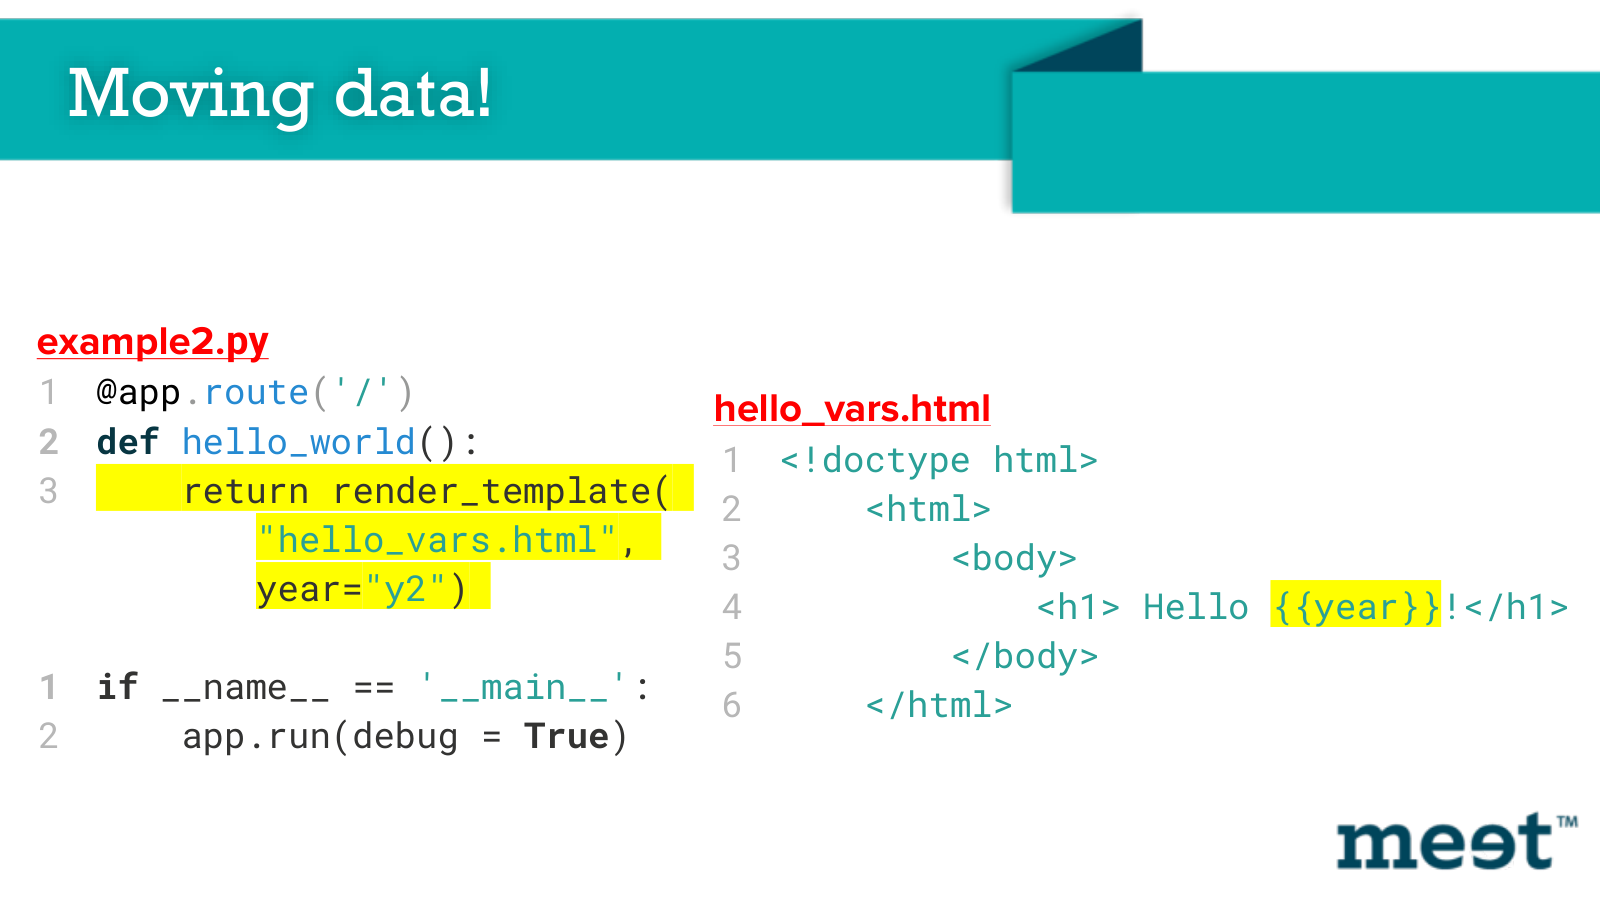 Moving data!
example2.py
1 @app.route('/')
2 def hello_world():
3     return render_template(
"hello_vars.html",
year="y2")
1 if __name__ == '__main__':
2     app.run(debug = True)
hello_vars.html
1 <!doctype html>
2     <html>
3         <body>
4             <h1> Hello {{year}}!</h1>
5         </body>
6     </html>
meet™